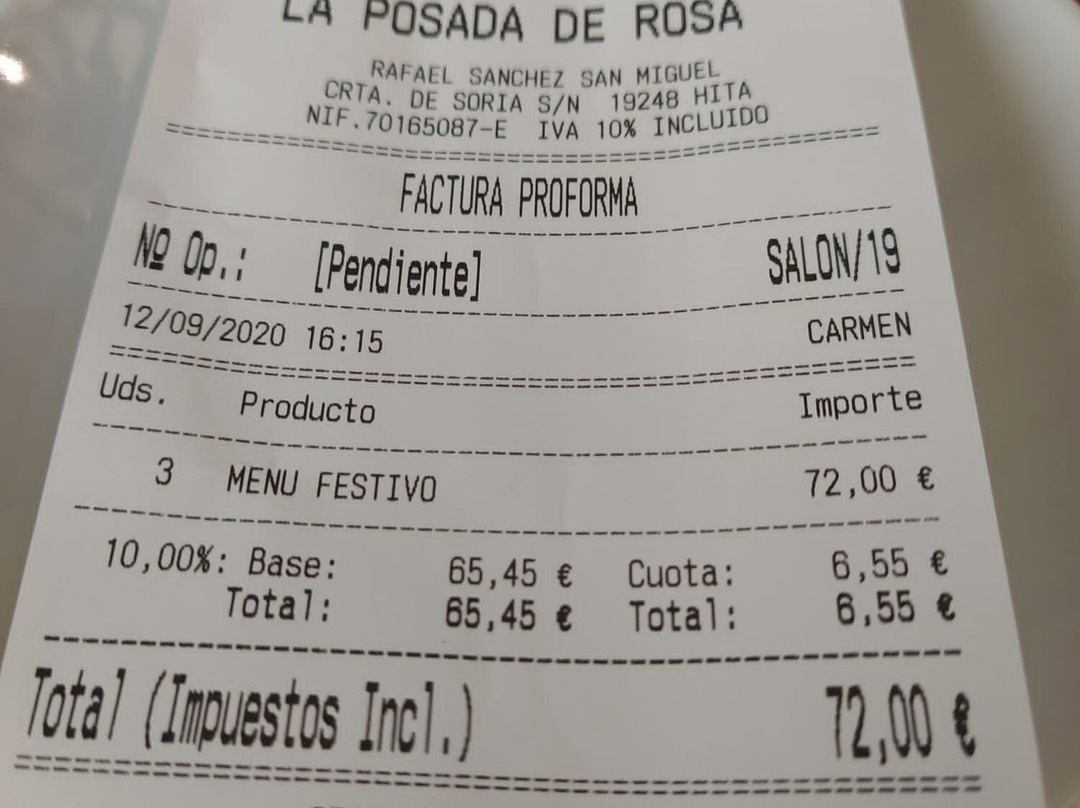 LA POSADA DE ROSA
RAFAEL SANCHEZ SAN MIGUEL
CRTA. DE SORIA S/N 19248 HITA
NIF.70165087-E IVA 10% INCLUIDO
FACTURA PROFORMA
Nº Op.: [Pendiente] SALON/19
12/09/2020 16:15 CARMEN
Uds. Producto Importe
3 MENU FESTIVO 72,00 €
10,00%: Base: 65,45 € Cuota: 6,55 €
Total: 65,45 € Total: 6,55 €
Total (Impuestos Incl.) 72,00 €